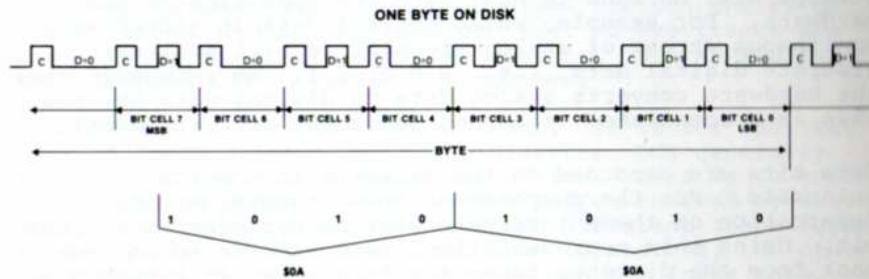 ONE BYTE ON DISK
C D=0 C D=1 C D=0 C D=1 C D=0 C D=1 C D=0 C D=1 C D=0 C D=1
BIT CELL 7 BIT CELL 6 BIT CELL 5 BIT CELL 4 BIT CELL 3 BIT CELL 2 BIT CELL 1 BIT CELL 0
MSB LSB
BYTE
1 0 1 0 1 0 1 0
$0A $0A